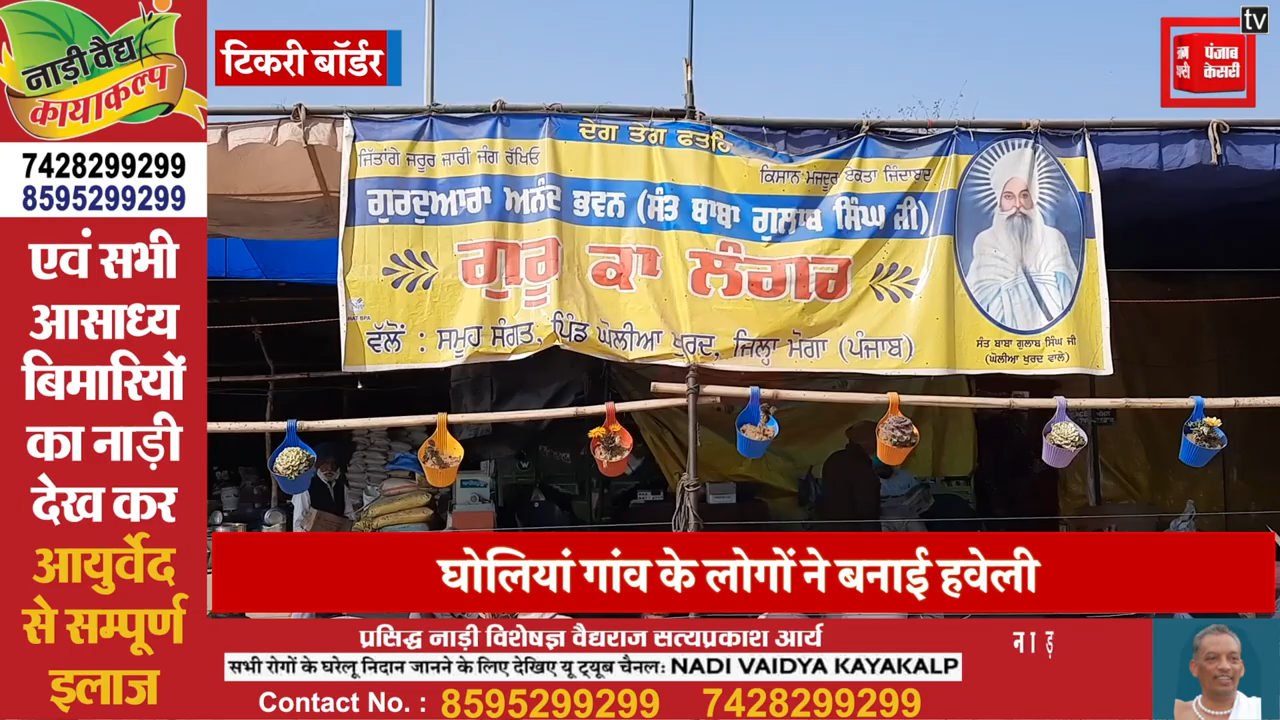 नाड़ी वैद्य
कायाकल्प
7428299299
8595299299
एवं सभी
आसाध्य
बिमारियों
का नाड़ी
देख कर
आयुर्वेद
से सम्पूर्ण
इलाज
टिकरी बॉर्डर
tv
पंजाब
केसरी
ਦੇਗ ਤੇਗ ਫਤਹਿ
ਜਿੱਤਾਂਗੇ ਜਰੂਰ ਜਾਰੀ ਜੰਗ ਰੱਖਿਓ
ਕਿਸਾਨ ਮਜਦੂਰ ਏਕਤਾ ਜਿੰਦਾਬਾਦ
ਗੁਰਦੁਆਰਾ ਅਨੰਦ ਭਵਨ (ਸੰਤ ਬਾਬਾ ਗੁਲਾਬ ਸਿੰਘ ਜੀ)
ਗੁਰੂ ਕਾ ਲੰਗਰ
ਵੱਲੋਂ : ਸਮੂਹ ਸੰਗਤ, ਪਿੰਡ ਘੋਲੀਆ ਖੁਰਦ, ਜਿਲ੍ਹਾ ਮੋਗਾ (ਪੰਜਾਬ)
ਸੰਤ ਬਾਬਾ ਗੁਲਾਬ ਸਿੰਘ ਜੀ
(ਘੋਲੀਆ ਖੁਰਦ ਵਾਲੇ)
घोलियां गांव के लोगों ने बनाई हवेली
प्रसिद्ध नाड़ी विशेषज्ञ वैद्यराज सत्यप्रकाश आर्य
सभी रोगों के घरेलू निदान जानने के लिए देखिए यू ट्यूब चैनलः NADI VAIDYA KAYAKALP
Contact No. : 8595299299 7428299299
नाड़